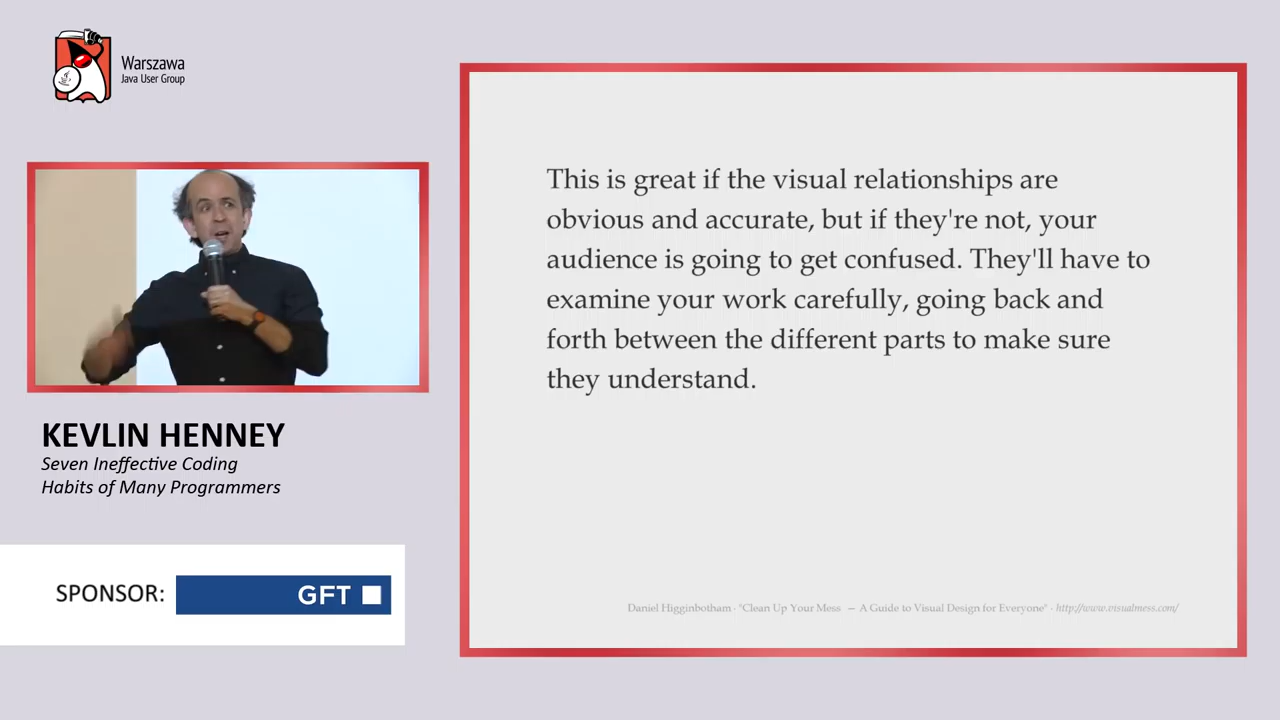 Warszawa
Java User Group
This is great if the visual relationships are
obvious and accurate, but if they're not, your
audience is going to get confused. They'll have to
examine your work carefully, going back and
forth between the different parts to make sure
they understand.
Daniel Higginbotham · "Clean Up Your Mess — A Guide to Visual Design for Everyone" · http://www.visualmess.com/
KEVLIN HENNEY
Seven Ineffective Coding
Habits of Many Programmers
SPONSOR: GFT